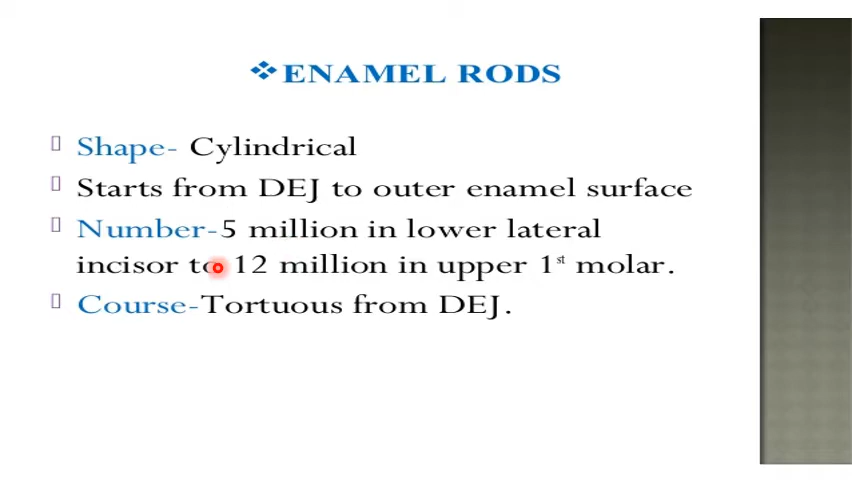 ❖ENAMEL RODS
Shape- Cylindrical
Starts from DEJ to outer enamel surface
Number-5 million in lower lateral
incisor to 12 million in upper 1st molar.
Course-Tortuous from DEJ.